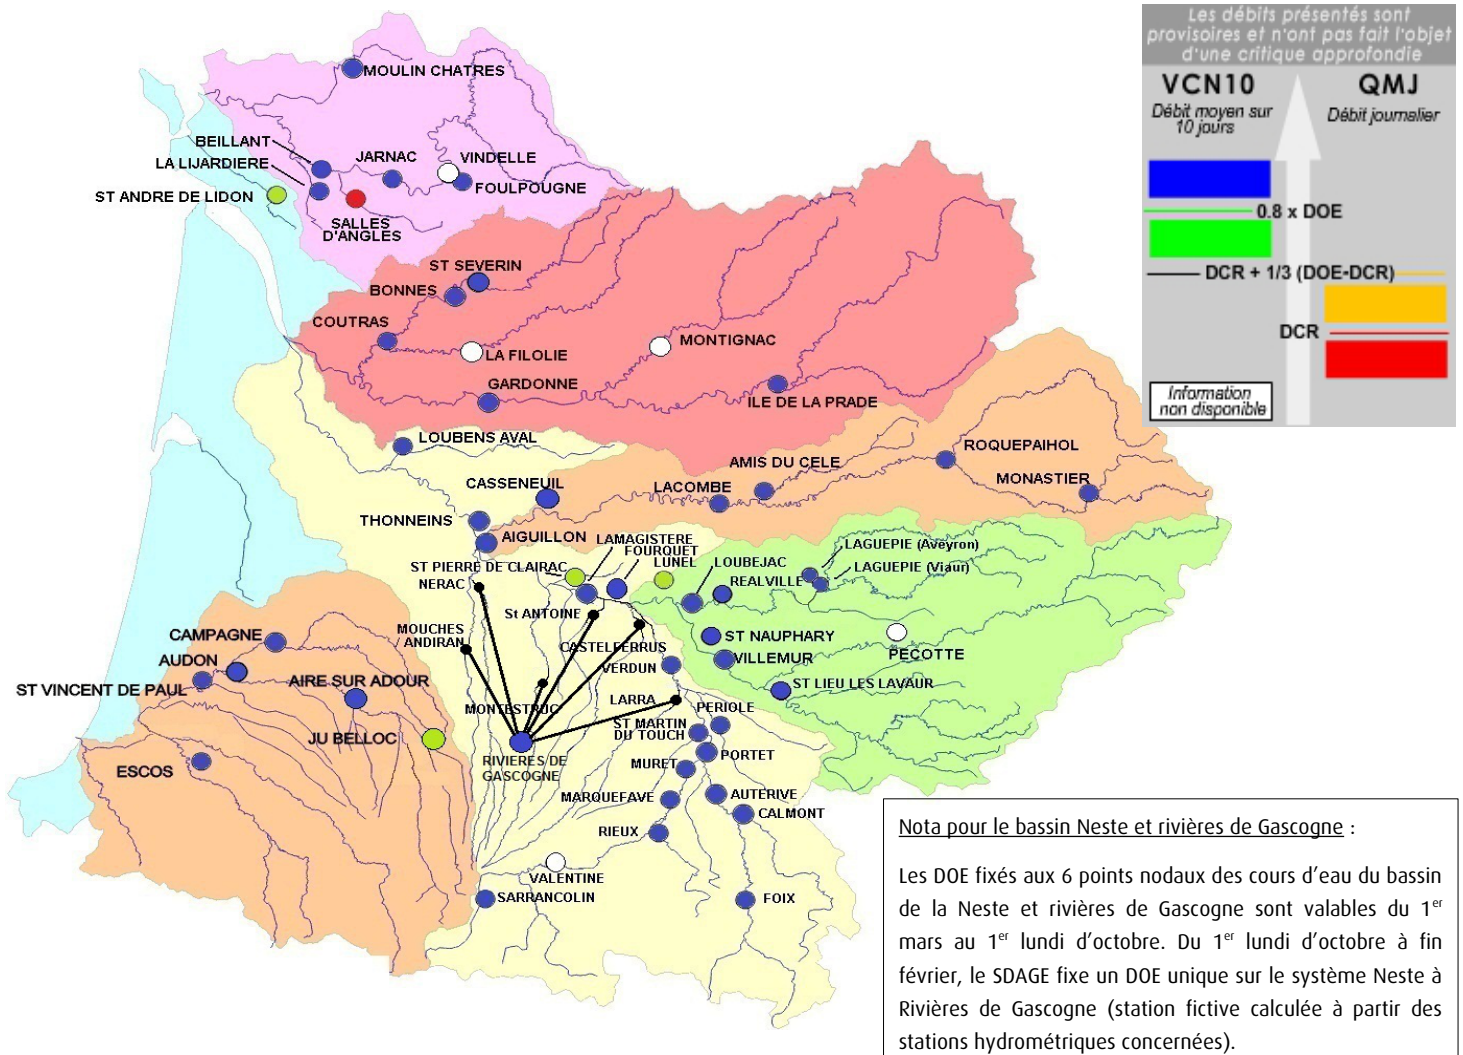 Les débits présentés sont
provisoires et n'ont pas fait l'objet
d'une critique approfondie
VCN10
QMJ
Débit moyen sur
10 jours
Débit journalier
0.8 x DOE
DCR + 1/3 (DOE-DCR)
DCR
Information
non disponible
MOULIN CHATRES
BEILLANT
LA LIJARDIERE
JARNAC
VINDELLE
FOULPOUGNE
ST ANDRE DE LIDON
SALLES
D'ANGLES
ST SEVERIN
BONNES
COUTRAS
LA FILOLIE
MONTIGNAC
GARDONNE
ILE DE LA PRADE
LOUBENS AVAL
ROQUEPAIHOL
AMIS DU CELE
MONASTIER
CASSENEUIL
LACOMBE
THONNEINS
AIGUILLON
LAMAGISTERE
FOURQUET
LUNEL
LAGUEPIE (Aveyron)
LAGUEPIE (Viaur)
LOUBEJAC
REALVILLE
ST PIERRE DE CLAIRAC
NERAC
St ANTOINE
MOUCHES
ANDIRAN
CASTELFERRUS
VERDUN
ST NAUPHARY
VILLEMUR
PECOTTE
ST LIEU LES LAVAUR
CAMPAGNE
AUDON
ST VINCENT DE PAUL
AIRE SUR ADOUR
JU BELLOC
ESCOS
MONTESTRUC
LARRA
PERIOLE
ST MARTIN
DU TOUCH
PORTET
RIVIERES DE
GASCOGNE
MURET
MARQUEFAVE
AUTERIVE
CALMONT
RIEUX
VALENTINE
SARRANCOLIN
FOIX
Nota pour le bassin Neste et rivières de Gascogne :
Les DOE fixés aux 6 points nodaux des cours d'eau du bassin
de la Neste et rivières de Gascogne sont valables du 1er
mars au 1er lundi d'octobre. Du 1er lundi d'octobre à fin
février, le SDAGE fixe un DOE unique sur le système Neste à
Rivières de Gascogne (station fictive calculée à partir des
stations hydrométriques concernées).